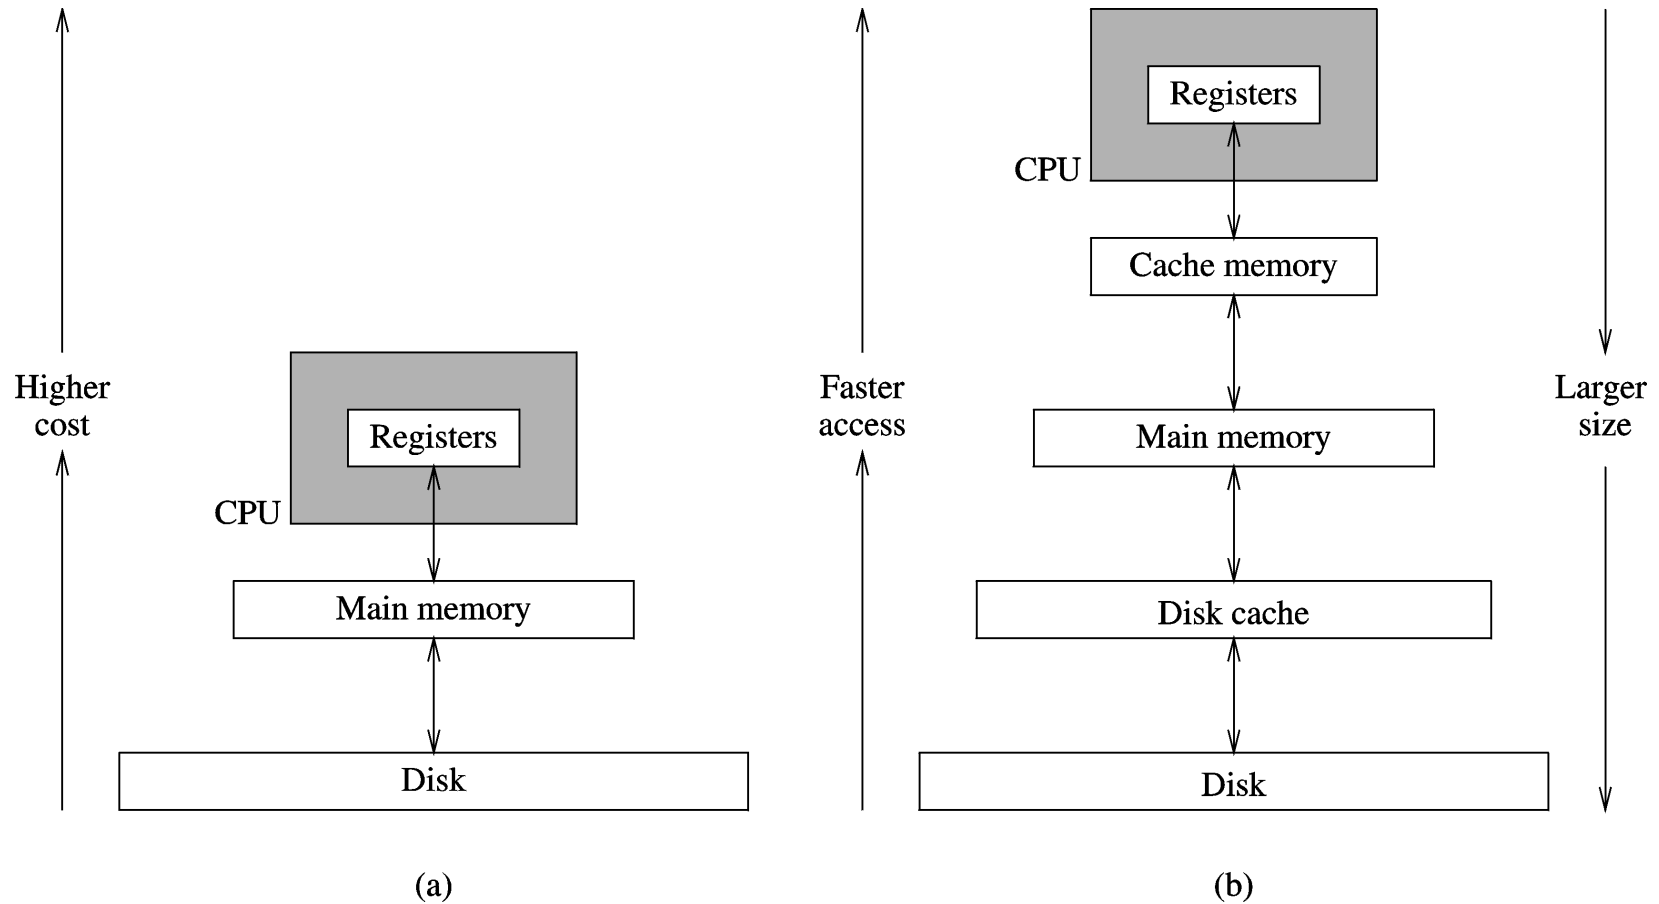 Registers
CPU
Cache memory
Higher
cost
Faster
access
Larger
size
Registers
Main memory
CPU
Main memory
Disk cache
Disk
Disk
(a)
(b)